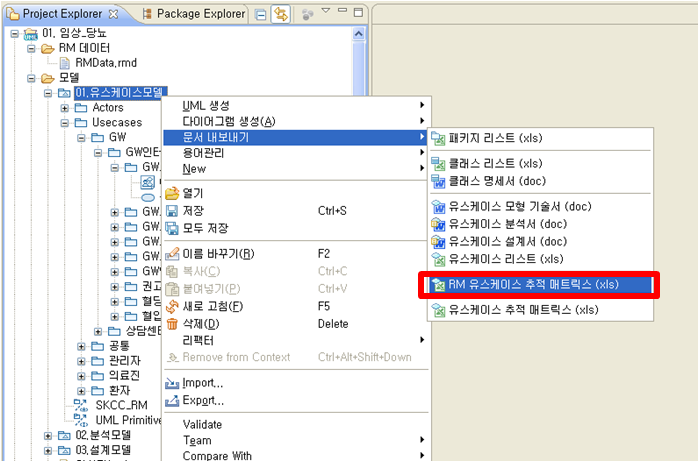 Project Explorer
Package Explorer
01. 임상_당뇨
RM 데이터
RMData.rmd
모델
01.유스케이스모델
Actors
Usecases
GW
GW인터
GW
GW
GW
GW
GW
권고
혈당
혈압
상담센터
공통
관리자
의료진
환자
SKCC_RM
UML Primitive
02.분석모델
03.설계모델
UML 생성
다이어그램 생성(A)
문서 내보내기
용어관리
New
열기
저장 Ctrl+S
모두 저장
이름 바꾸기(R) F2
복사(C) Ctrl+C
붙여넣기(P) Ctrl+V
새로 고침(F) F5
삭제(D) Delete
리팩터
Remove from Context Ctrl+Alt+Shift+Down
Import...
Export...
Validate
Team
Compare With
패키지 리스트 (xls)
클래스 리스트 (xls)
클래스 명세서 (doc)
유스케이스 모형 기술서 (doc)
유스케이스 분석서 (doc)
유스케이스 설계서 (doc)
유스케이스 리스트 (xls)
RM 유스케이스 추적 매트릭스 (xls)
유스케이스 추적 매트릭스 (xls)